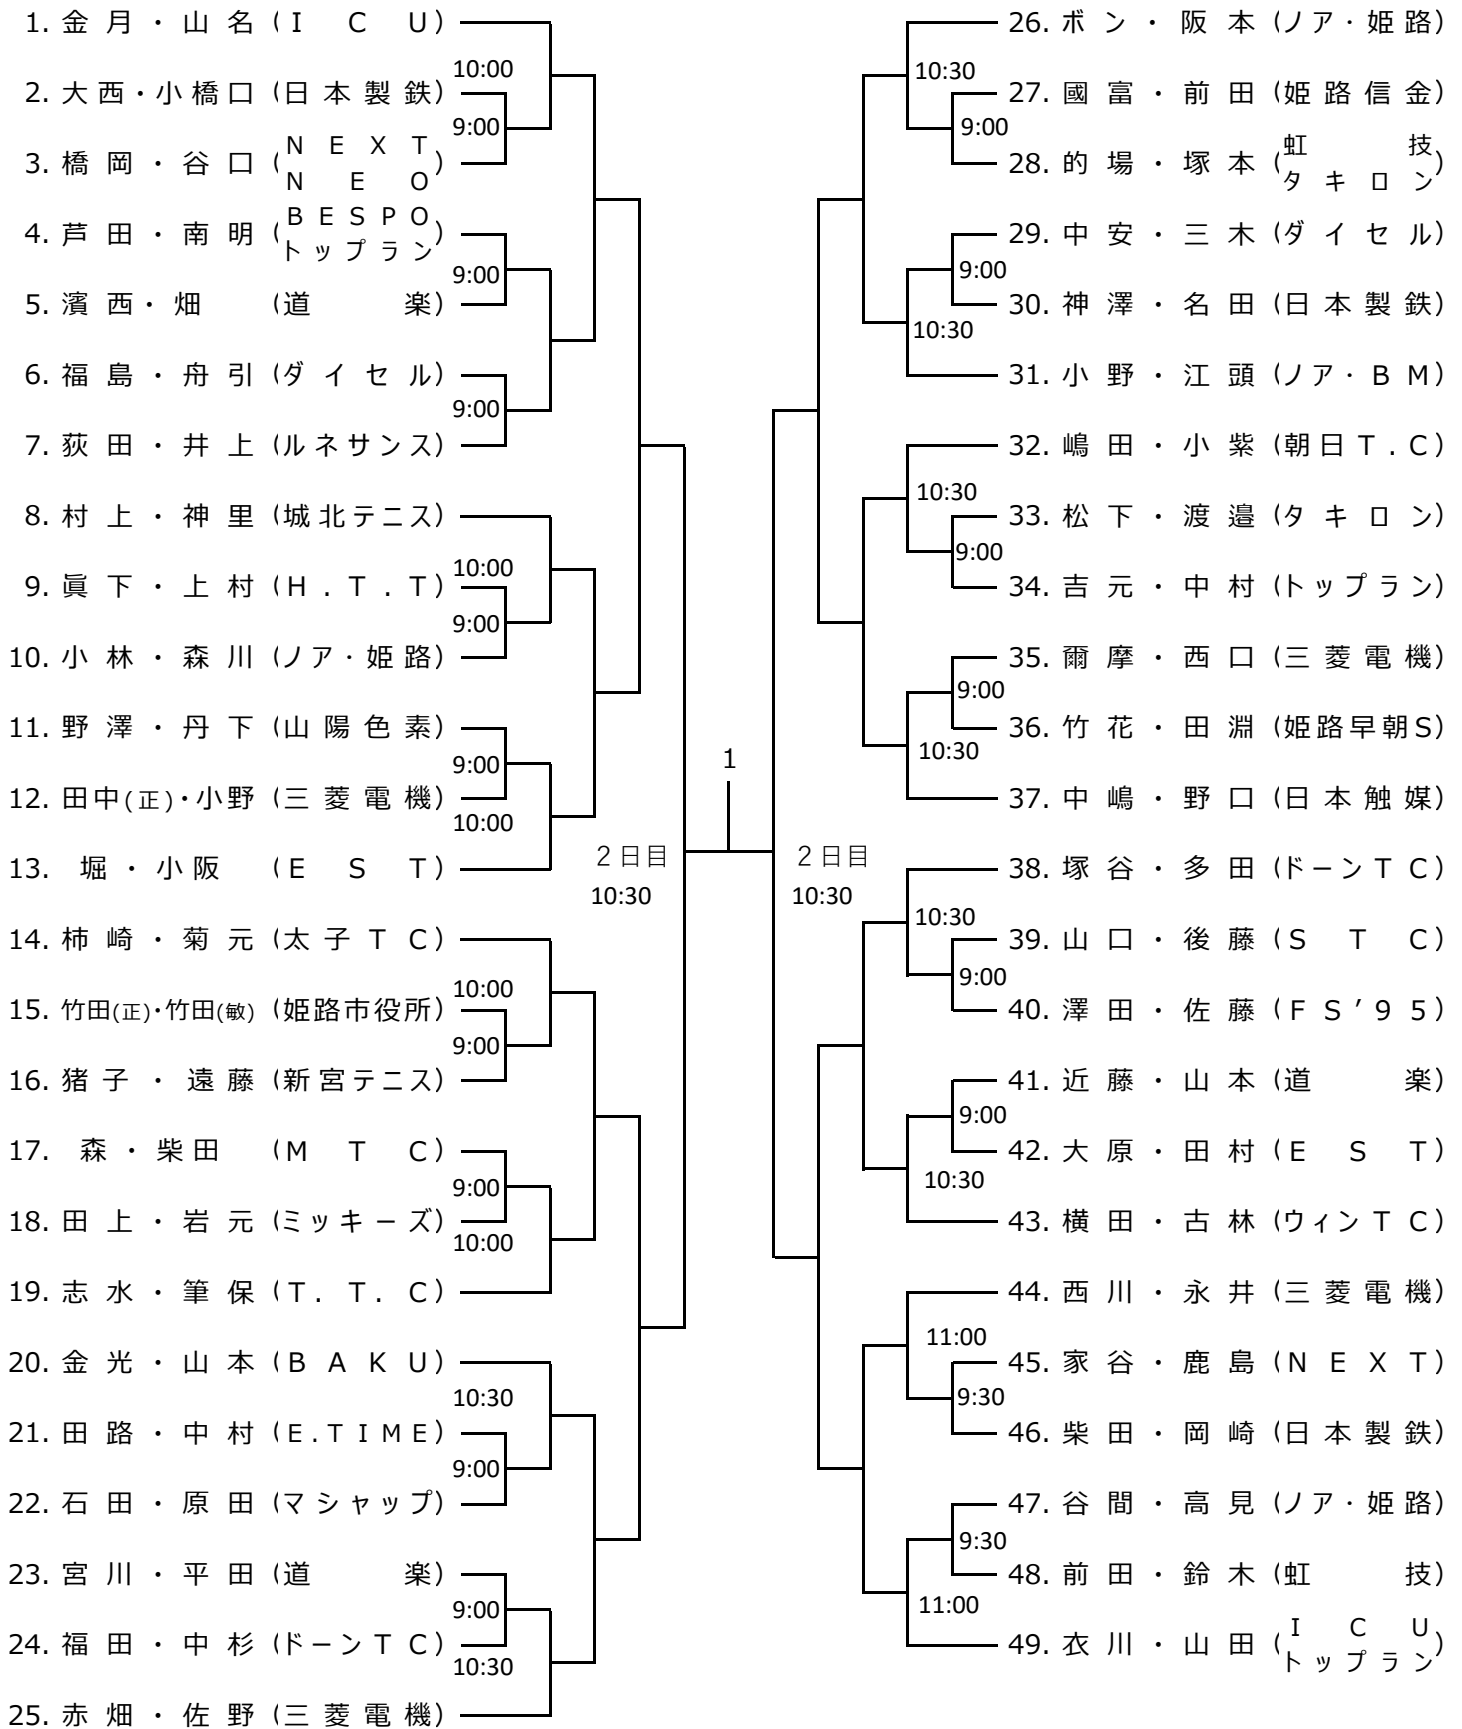 1. 金月・山名 (ICU)
10:00
2. 大西・小橋口 (日本製鉄)
9:00
3. 橋岡・谷口 (NEXT NEO)
4. 芦田・南明 (BESPO トップラン)
9:00
5. 濱西・畑 (道楽)
6. 福島・舟引 (ダイセル)
9:00
7. 荻田・井上 (ルネサンス)
8. 村上・神里 (城北テニス)
10:00
9. 眞下・上村 (H.T.T)
9:00
10. 小林・森川 (ノア・姫路)
11. 野澤・丹下 (山陽色素)
9:00
12. 田中(正)・小野 (三菱電機)
10:00
13. 堀・小阪 (EST)
14. 柿崎・菊元 (太子TC)
10:00
15. 竹田(正)・竹田(敏) (姫路市役所)
9:00
16. 猪子・遠藤 (新宮テニス)
17. 森・柴田 (MTC)
9:00
18. 田上・岩元 (ミッキーズ)
10:00
19. 志水・筆保 (T.T.C)
20. 金光・山本 (BAKU)
10:30
21. 田路・中村 (E.TIME)
9:00
22. 石田・原田 (マシャップ)
23. 宮川・平田 (道楽)
9:00
24. 福田・中杉 (ドーンTC)
10:30
25. 赤畑・佐野 (三菱電機)
2日目
10:30
1
2日目
10:30
26. ボン・阪本 (ノア・姫路)
10:30
27. 國富・前田 (姫路信金)
9:00
28. 的場・塚本 (虹技 タキロン)
29. 中安・三木 (ダイセル)
9:00
30. 神澤・名田 (日本製鉄)
10:30
31. 小野・江頭 (ノア・BM)
32. 嶋田・小紫 (朝日T.C)
10:30
33. 松下・渡邉 (タキロン)
9:00
34. 吉元・中村 (トップラン)
35. 爾摩・西口 (三菱電機)
9:00
36. 竹花・田淵 (姫路早朝S)
10:30
37. 中嶋・野口 (日本触媒)
38. 塚谷・多田 (ドーンTC)
10:30
39. 山口・後藤 (STC)
9:00
40. 澤田・佐藤 (FS’95)
41. 近藤・山本 (道楽)
9:00
42. 大原・田村 (EST)
10:30
43. 横田・古林 (ウィンTC)
44. 西川・永井 (三菱電機)
11:00
45. 家谷・鹿島 (NEXT)
9:30
46. 柴田・岡崎 (日本製鉄)
47. 谷間・高見 (ノア・姫路)
9:30
48. 前田・鈴木 (虹技)
11:00
49. 衣川・山田 (ICU トップラン)